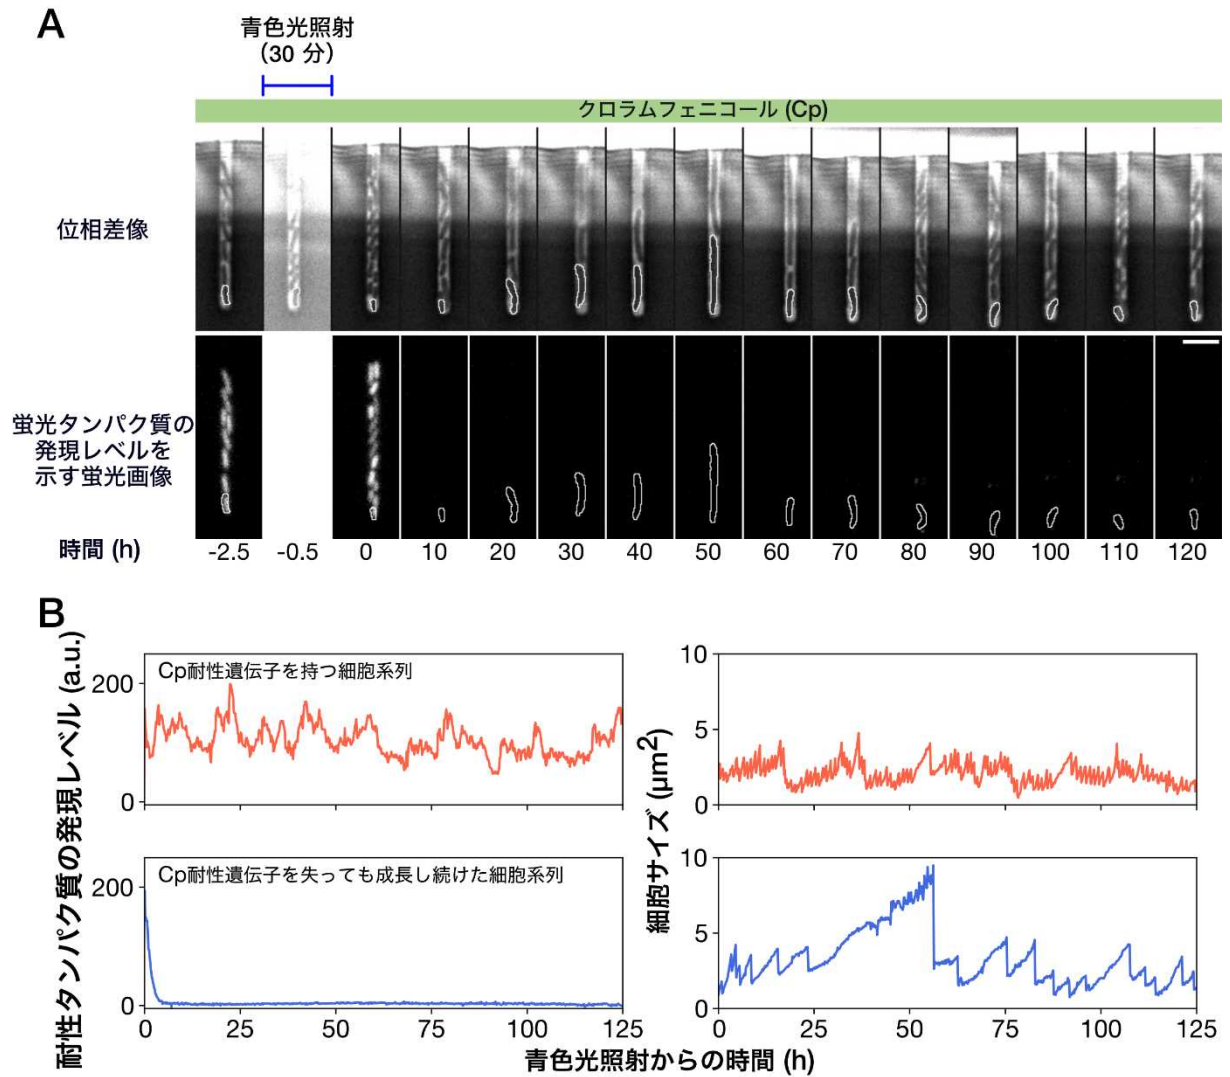 A
青色光照射
（30 分）
クロラムフェニコール (Cp)
位相差像
蛍光タンパク質の
発現レベルを
示す蛍光画像
時間 (h)
-2.5 -0.5 0 10 20 30 40 50 60 70 80 90 100 110 120
B
耐性タンパク質の発現レベル (a.u.)
Cp耐性遺伝子を持つ細胞系列
200
0
Cp耐性遺伝子を失っても成長し続けた細胞系列
200
0
0 25 50 75 100 125
細胞サイズ (μm2)
10
5
0
0 25 50 75 100 125
10
5
0
0 25 50 75 100 125
青色光照射からの時間 (h)